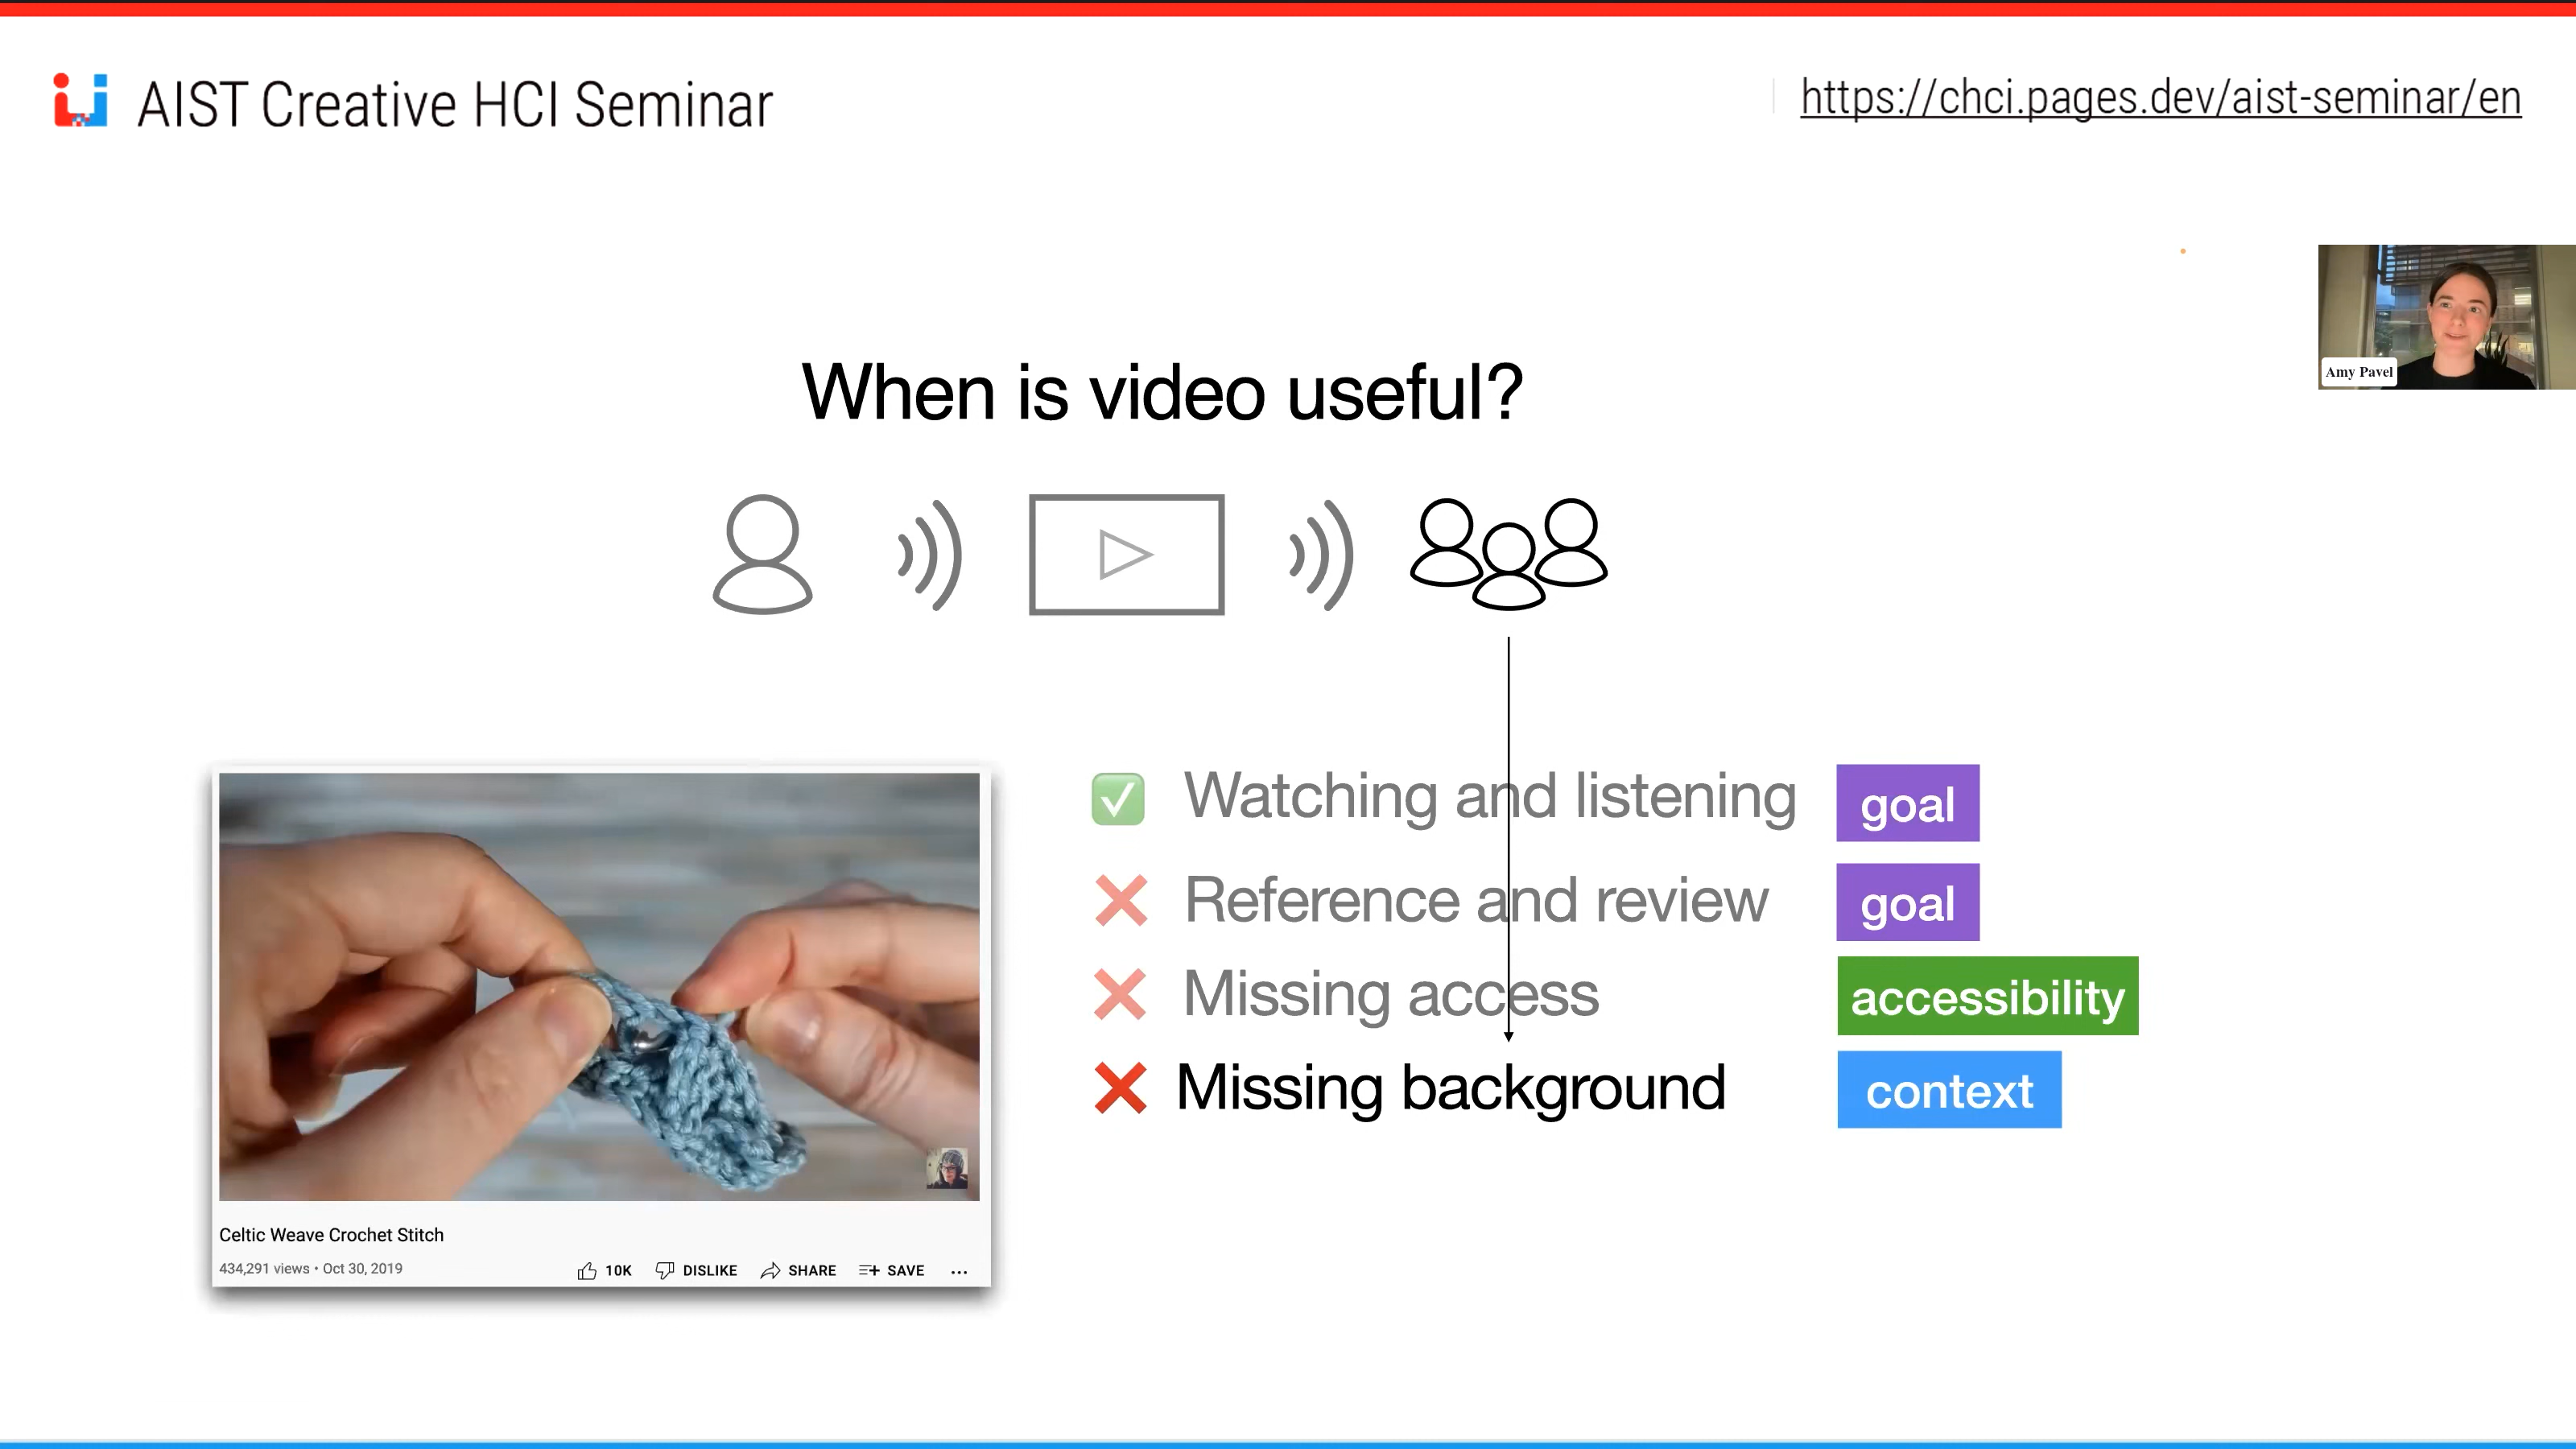 AIST Creative HCI Seminar
https://chci.pages.dev/aist-seminar/en
Amy Pavel
When is video useful?
Watching and listening goal
Reference and review goal
Missing access accessibility
Missing background context
Celtic Weave Crochet Stitch
434,291 views • Oct 30, 2019 10K DISLIKE SHARE SAVE ...